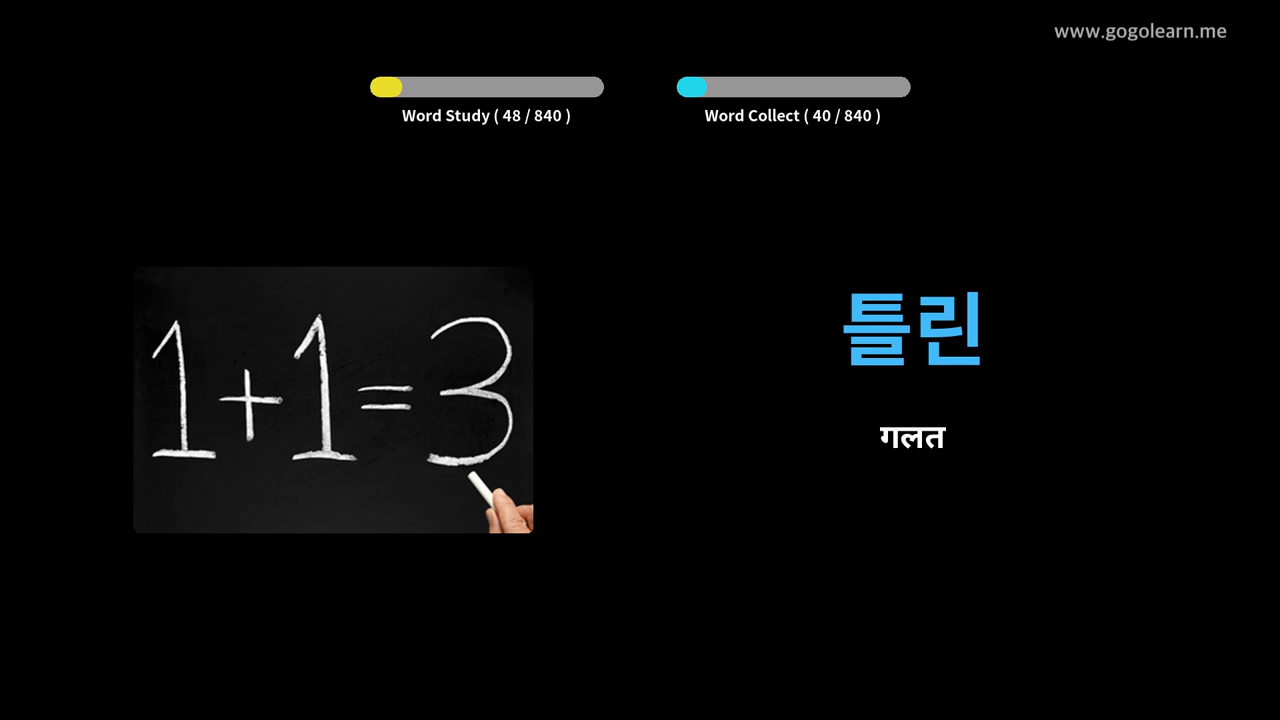 www.gogolearn.me
Word Study ( 48 / 840 )
Word Collect ( 40 / 840 )
1+1=3
틀린
गलत